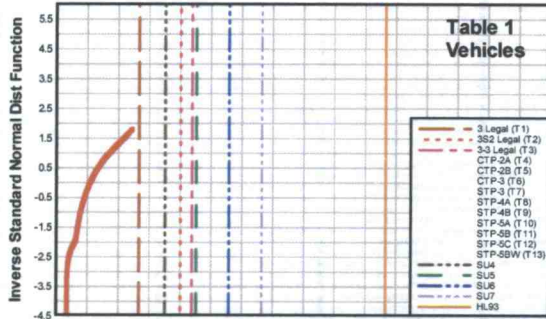 Table 1
Vehicles
Inverse Standard Normal Dist Function
5.5
4.5
3.5
2.5
1.5
0.5
-0.5
-1.5
-2.5
-3.5
-4.5
3 Legal (T1)
3S2 Legal (T2)
3-3 Legal (T3)
CTP-2A (T4)
CTP-2B (T5)
CTP-3 (T6)
STP-3 (T7)
STP-4A (T8)
STP-4B (T9)
STP-5A (T10)
STP-5B (T11)
STP-5C (T12)
STP-5BW (T13)
SU4
SU5
SU6
SU7
HL93